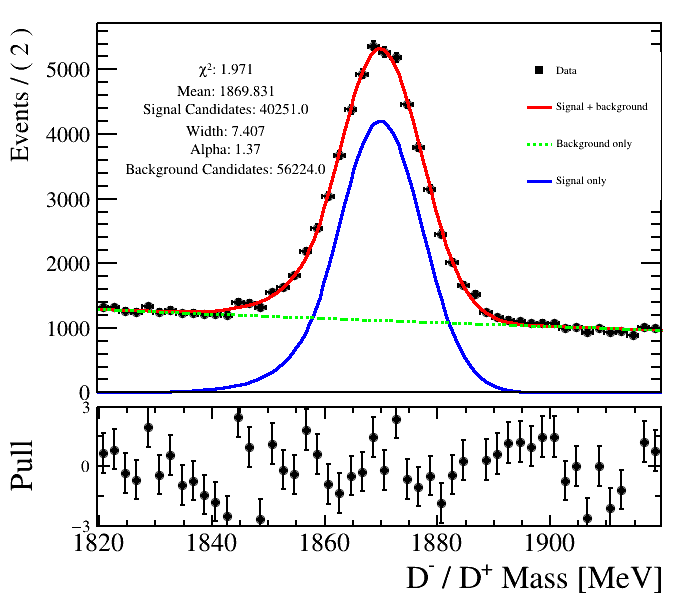 Events / ( 2 )
5000
4000
3000
2000
1000
0
χ²: 1.971
Mean: 1869.831
Signal Candidates: 40251.0
Width: 7.407
Alpha: 1.37
Background Candidates: 56224.0
Data
Signal + background
Background only
Signal only
Pull
3
0
−3
1820 1840 1860 1880 1900
D⁻ / D⁺ Mass [MeV]